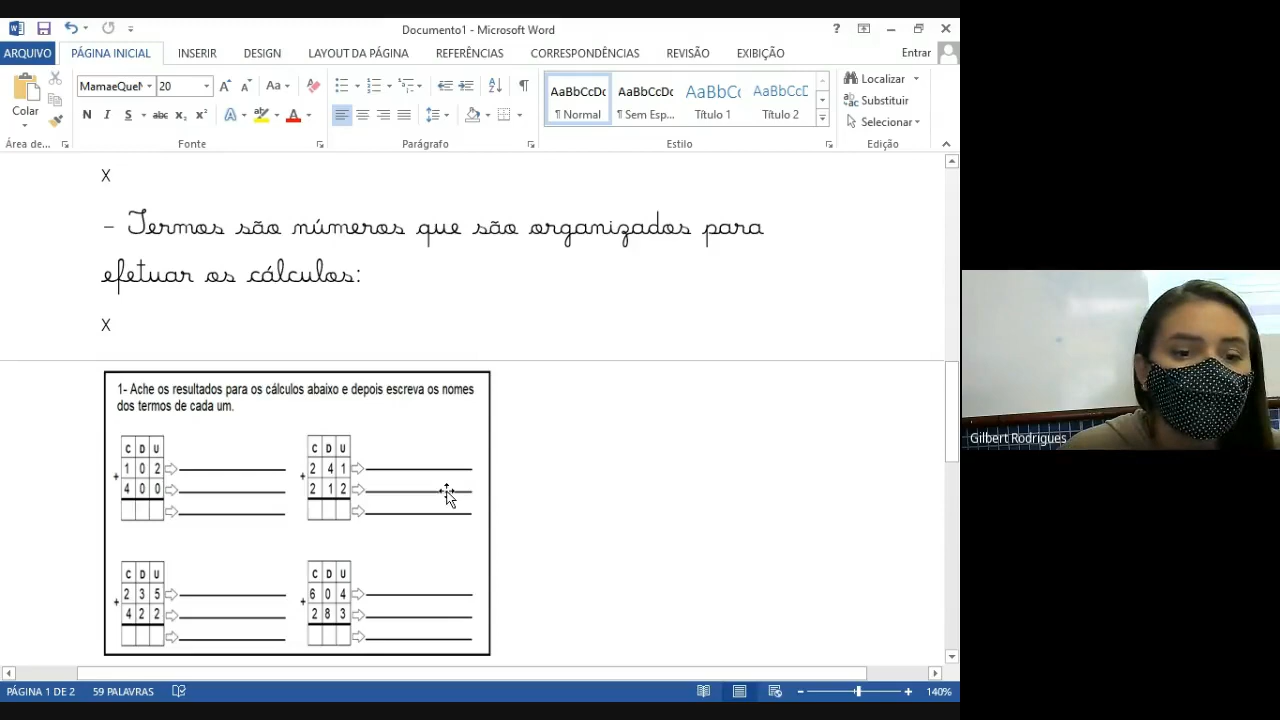 Documento1 - Microsoft Word
ARQUIVO PÁGINA INICIAL INSERIR DESIGN LAYOUT DA PÁGINA REFERÊNCIAS CORRESPONDÊNCIAS REVISÃO EXIBIÇÃO Entrar
Colar
MamaeQueN 20
N I S abc x₂ x² A A
AaBbCcDc AaBbCcDc AaBbCc AaBbCcD
¶ Normal ¶ Sem Esp... Título 1 Título 2
Localizar
Substituir
Selecionar
Área de... Fonte Parágrafo Estilo Edição
X
- Termos são números que são organizados para
efetuar os cálculos:
X
1- Ache os resultados para os cálculos abaixo e depois escreva os nomes
dos termos de cada um.
C D U
1 0 2
+
4 0 0
C D U
2 4 1
+
2 1 2
C D U
2 3 5
+
4 2 2
C D U
6 0 4
+
2 8 3
PÁGINA 1 DE 2 59 PALAVRAS 140%
Gilbert Rodrigues